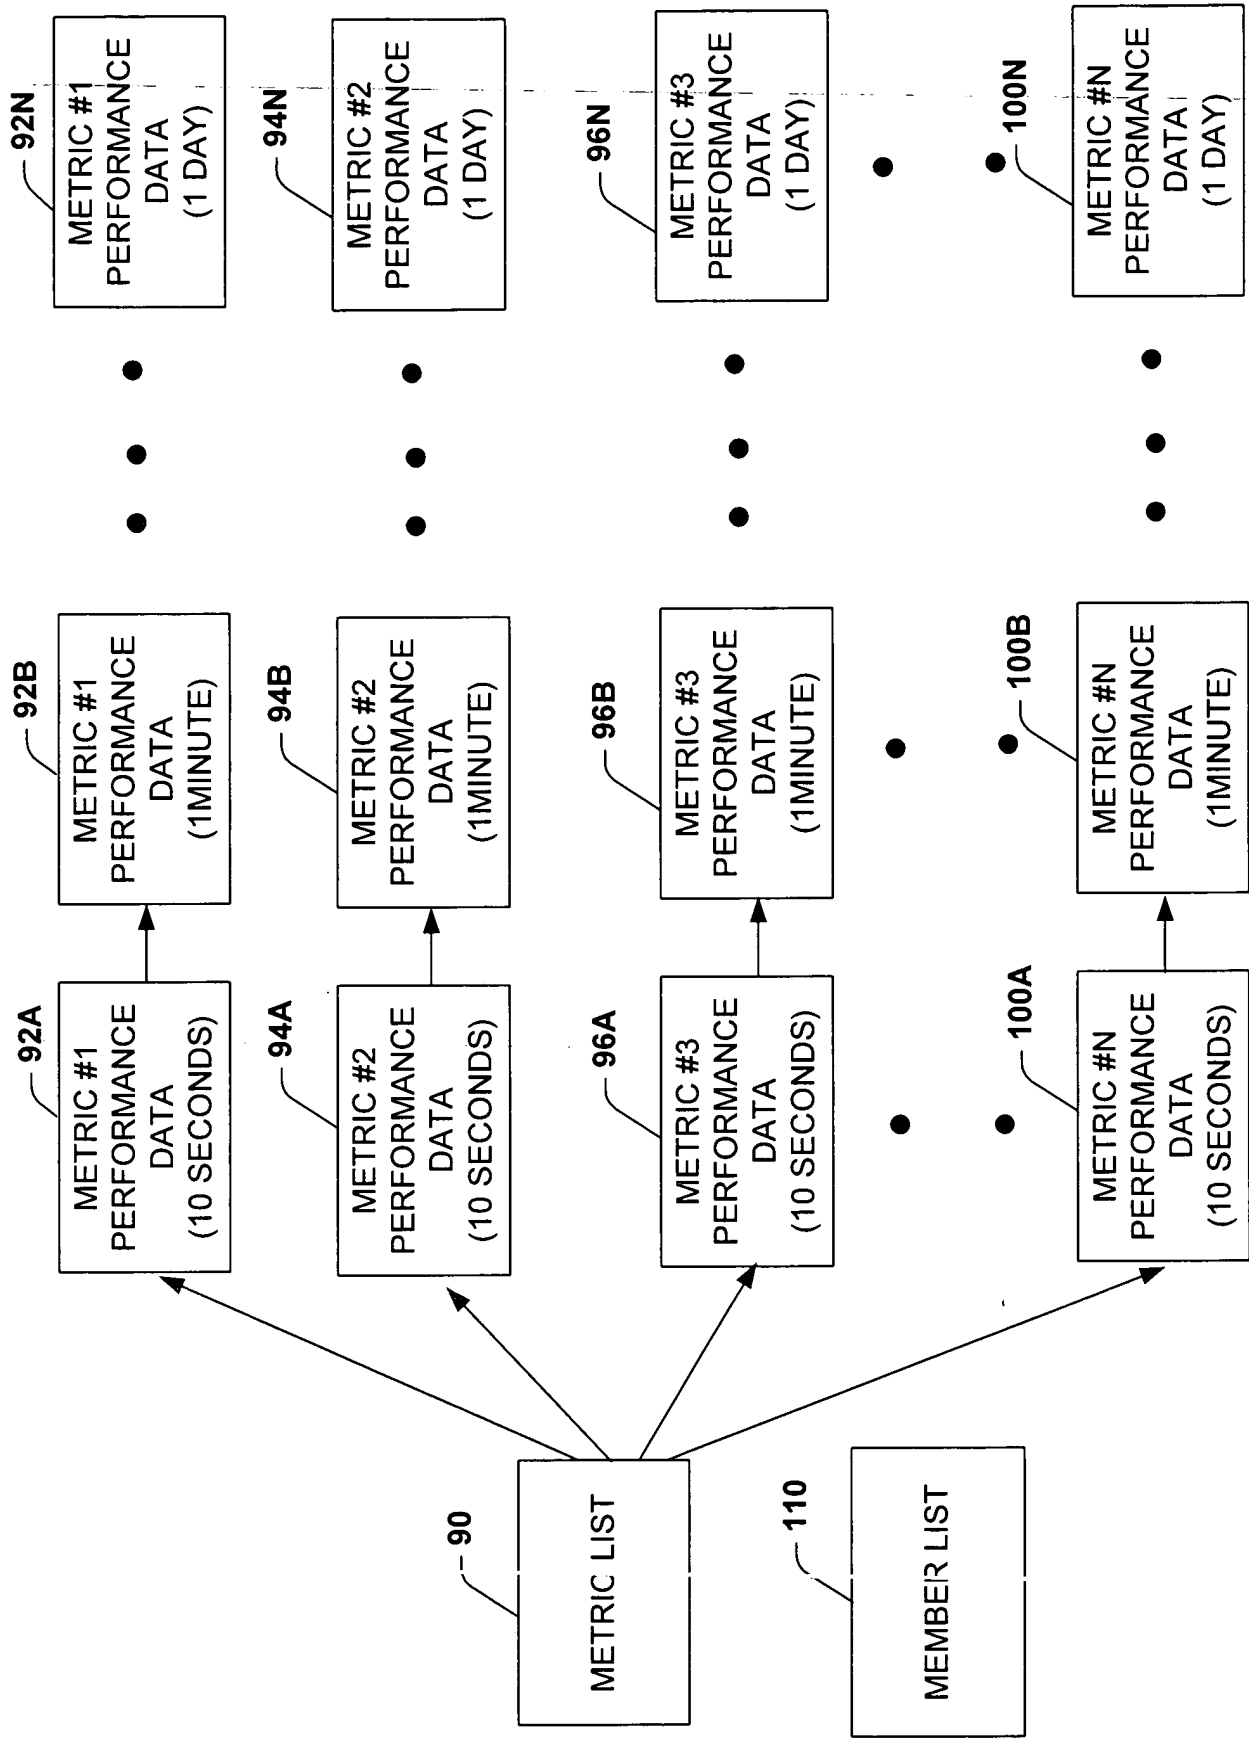 92A
METRIC #1
PERFORMANCE
DATA
(10 SECONDS)
92B
METRIC #1
PERFORMANCE
DATA
(1MINUTE)
92N
METRIC #1
PERFORMANCE
DATA
(1 DAY)
94A
METRIC #2
PERFORMANCE
DATA
(10 SECONDS)
94B
METRIC #2
PERFORMANCE
DATA
(1MINUTE)
94N
METRIC #2
PERFORMANCE
DATA
(1 DAY)
90
METRIC LIST
96A
METRIC #3
PERFORMANCE
DATA
(10 SECONDS)
96B
METRIC #3
PERFORMANCE
DATA
(1MINUTE)
96N
METRIC #3
PERFORMANCE
DATA
(1 DAY)
110
MEMBER LIST
100A
METRIC #N
PERFORMANCE
DATA
(10 SECONDS)
100B
METRIC #N
PERFORMANCE
DATA
(1MINUTE)
100N
METRIC #N
PERFORMANCE
DATA
(1 DAY)